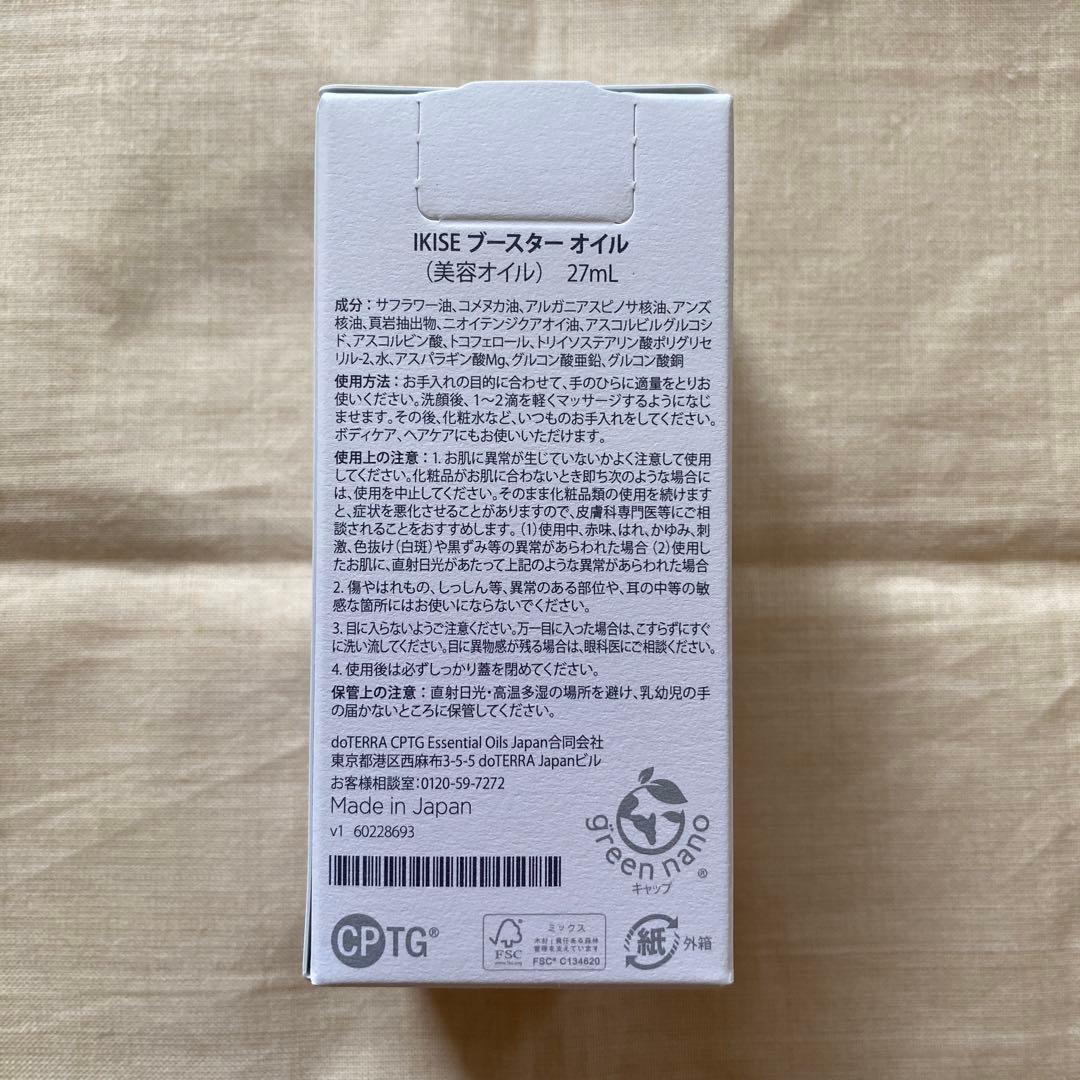 IKISE ブースター オイル
（美容オイル） 27mL
成分：サフラワー油、コメヌカ油、アルガニアスピノサ核油、アンズ
核油、頁岩抽出物、ニオイテンジクアオイ油、アスコルビルグルコシ
ド、アスコルビン酸、トコフェロール、トリイソステアリン酸ポリグリセ
リル-2、水、アスパラギン酸Mg、グルコン酸亜鉛、グルコン酸銅
使用方法：お手入れの目的に合わせて、手のひらに適量をとりお
使いください。洗顔後、1～2滴を軽くマッサージするようになじ
ませます。その後、化粧水など、いつものお手入れをしてください。
ボディケア、ヘアケアにもお使いいただけます。
使用上の注意：1. お肌に異常が生じていないかよく注意して使用
してください。化粧品がお肌に合わないとき即ち次のような場合に
は、使用を中止してください。そのまま化粧品類の使用を続けます
と、症状を悪化させることがありますので、皮膚科専門医等にご相
談されることをおすすめします。（1）使用中、赤味、はれ、かゆみ、刺
激、色抜け（白斑）や黒ずみ等の異常があらわれた場合（2）使用し
たお肌に、直射日光があたって上記のような異常があらわれた場合
2. 傷やはれもの、しっしん等、異常のある部位や、耳の中等の敏
感な箇所にはお使いにならないでください。
3. 目に入らないようご注意ください。万一目に入った場合は、こすらずにすぐ
に洗い流してください。目に異物感が残る場合は、眼科医にご相談ください。
4. 使用後は必ずしっかり蓋を閉めてください。
保管上の注意：直射日光・高温多湿の場所を避け、乳幼児の手
の届かないところに保管してください。
doTERRA CPTG Essential Oils Japan合同会社
東京都港区西麻布3-5-5 doTERRA Japanビル
お客様相談室：0120-59-7272
Made in Japan
v1 60228693
green nano®
キャップ
CPTG®
FSC
www.fsc.org
ミックス
木材｜責任ある森林
管理を支えています
FSC® C134620
紙 外箱